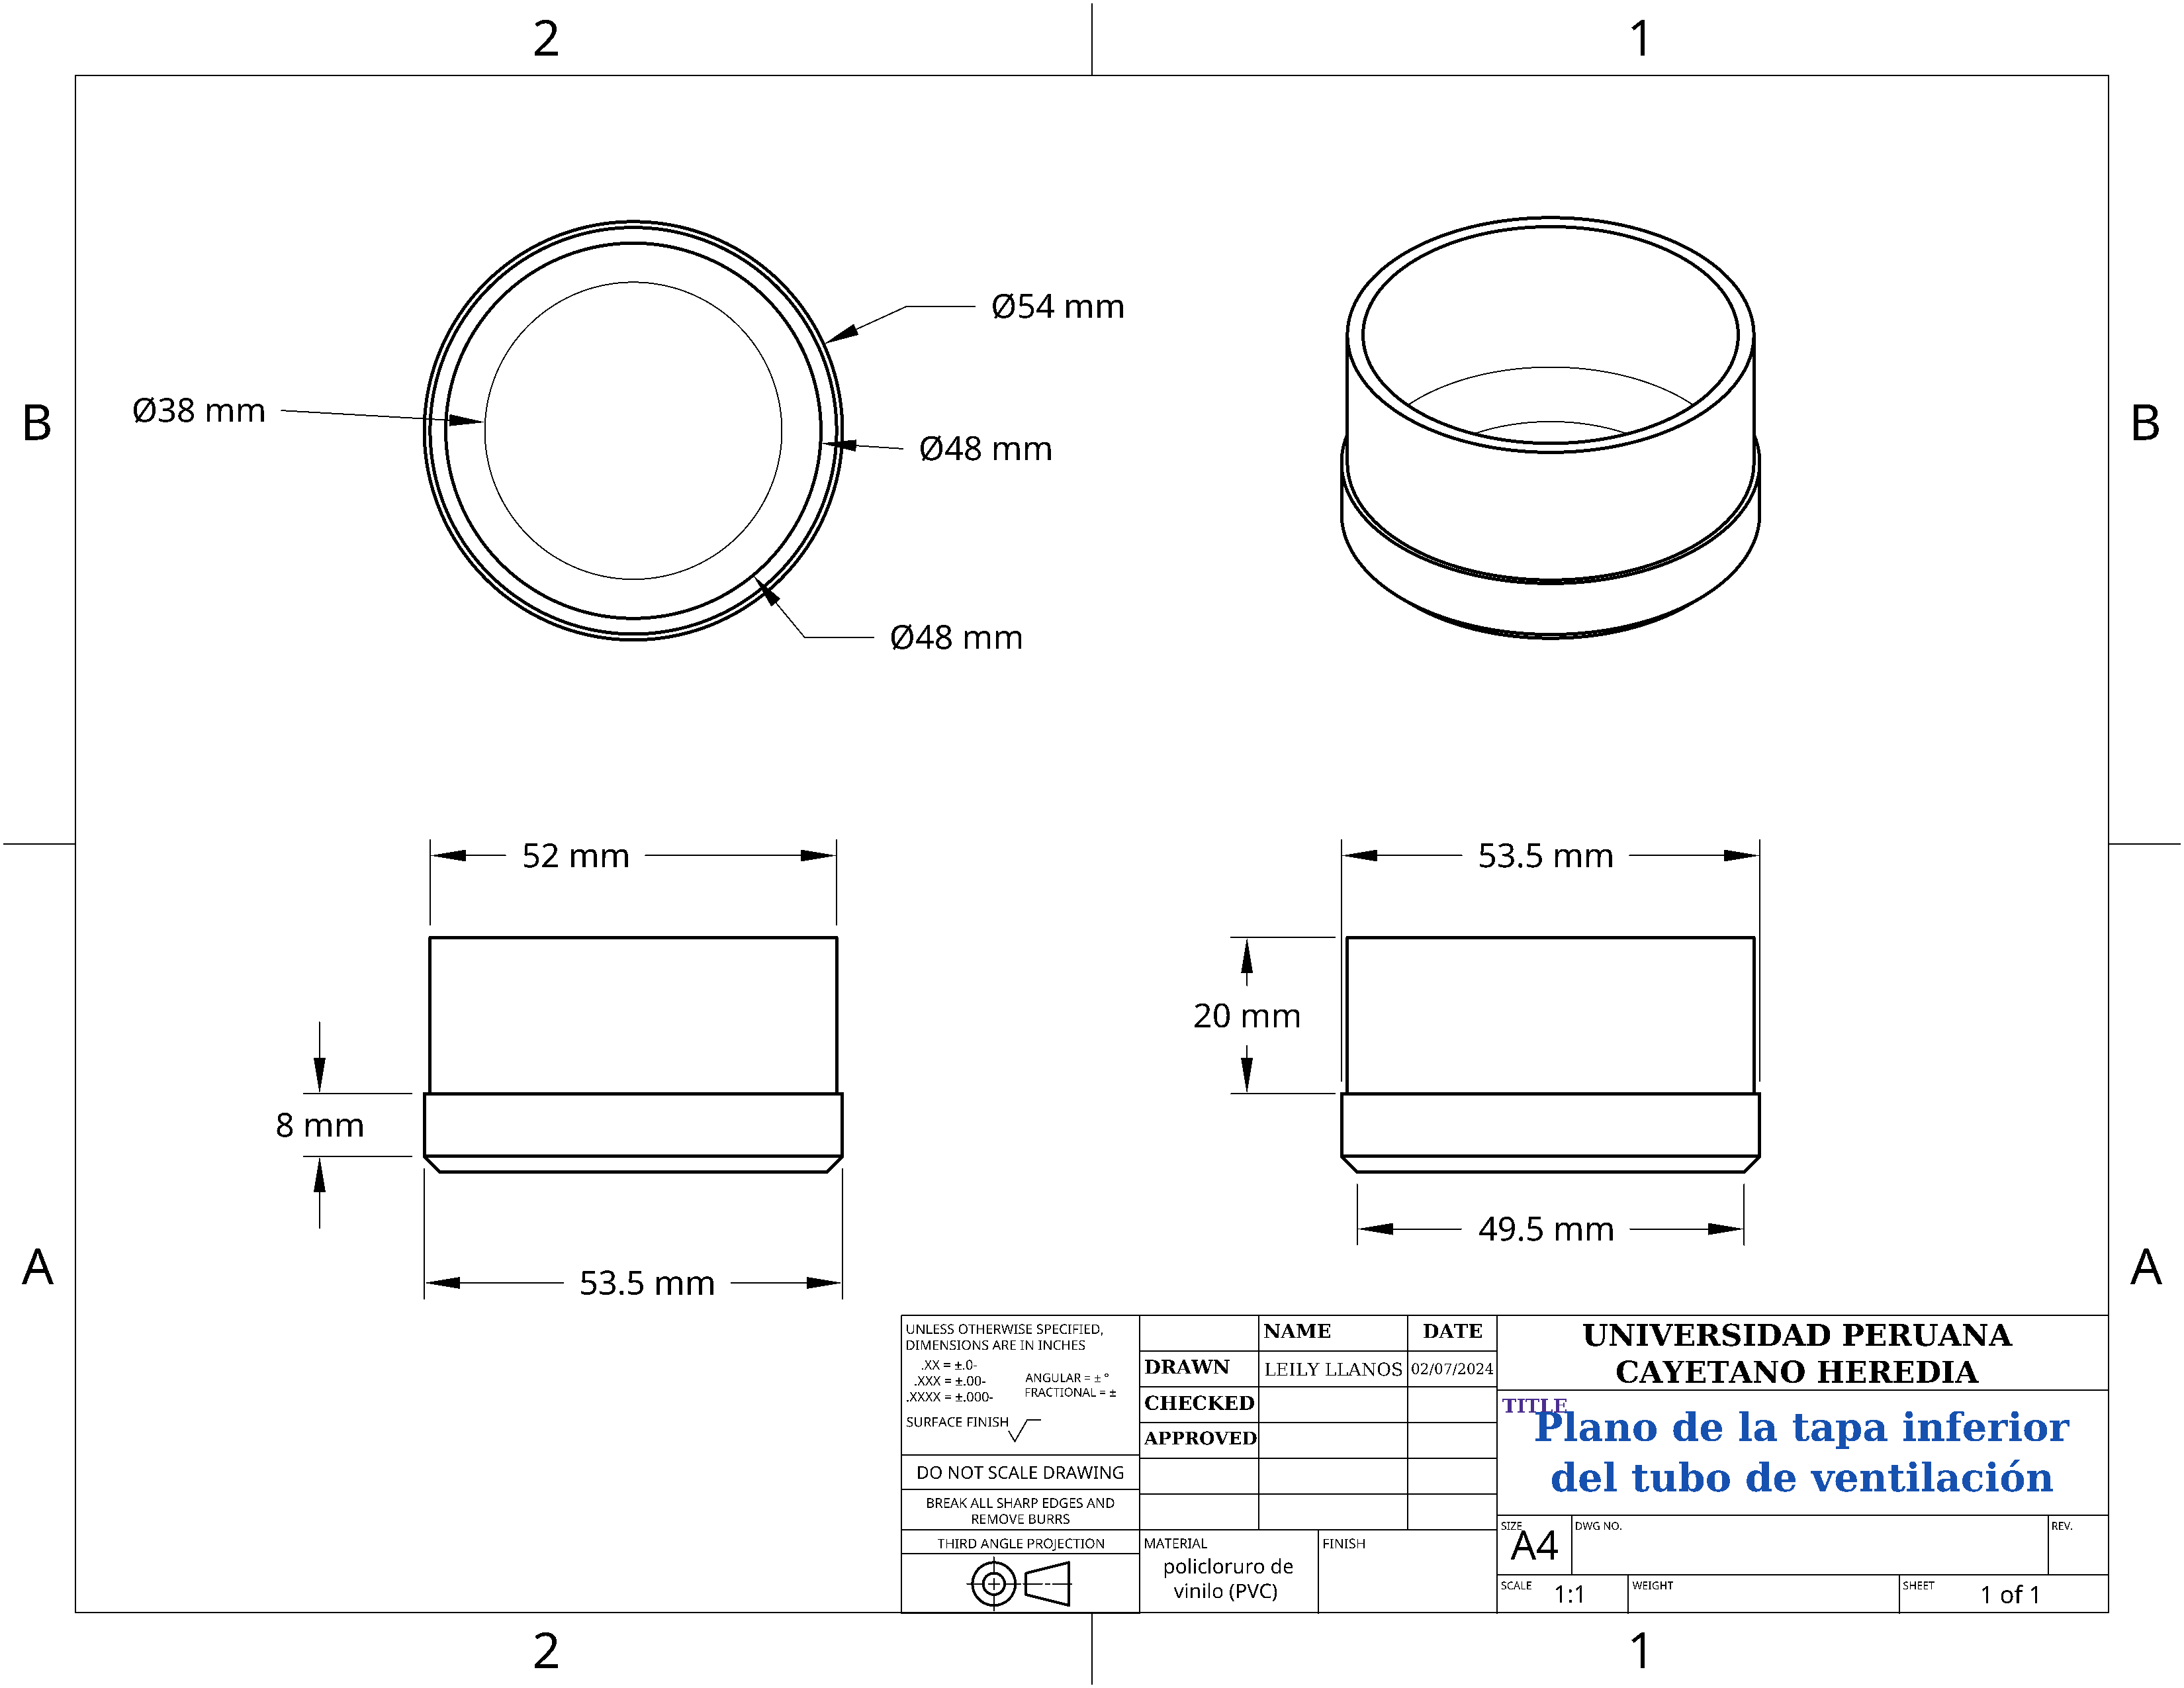 2
1
B
B
Ø54 mm
Ø38 mm
Ø48 mm
Ø48 mm
52 mm
53.5 mm
20 mm
8 mm
49.5 mm
53.5 mm
A
A
UNLESS OTHERWISE SPECIFIED,
DIMENSIONS ARE IN INCHES
.XX = ±.0-
.XXX = ±.00-
.XXXX = ±.000-
ANGULAR = ± °
FRACTIONAL = ±
SURFACE FINISH
DO NOT SCALE DRAWING
BREAK ALL SHARP EDGES AND
REMOVE BURRS
THIRD ANGLE PROJECTION
NAME
DATE
DRAWN
LEILY LLANOS
02/07/2024
CHECKED
APPROVED
MATERIAL
policloruro de
vinilo (PVC)
FINISH
UNIVERSIDAD PERUANA
CAYETANO HEREDIA
TITLE
Plano de la tapa inferior
del tubo de ventilación
SIZE
A4
DWG NO.
REV.
SCALE
1:1
WEIGHT
SHEET
1 of 1
2
1